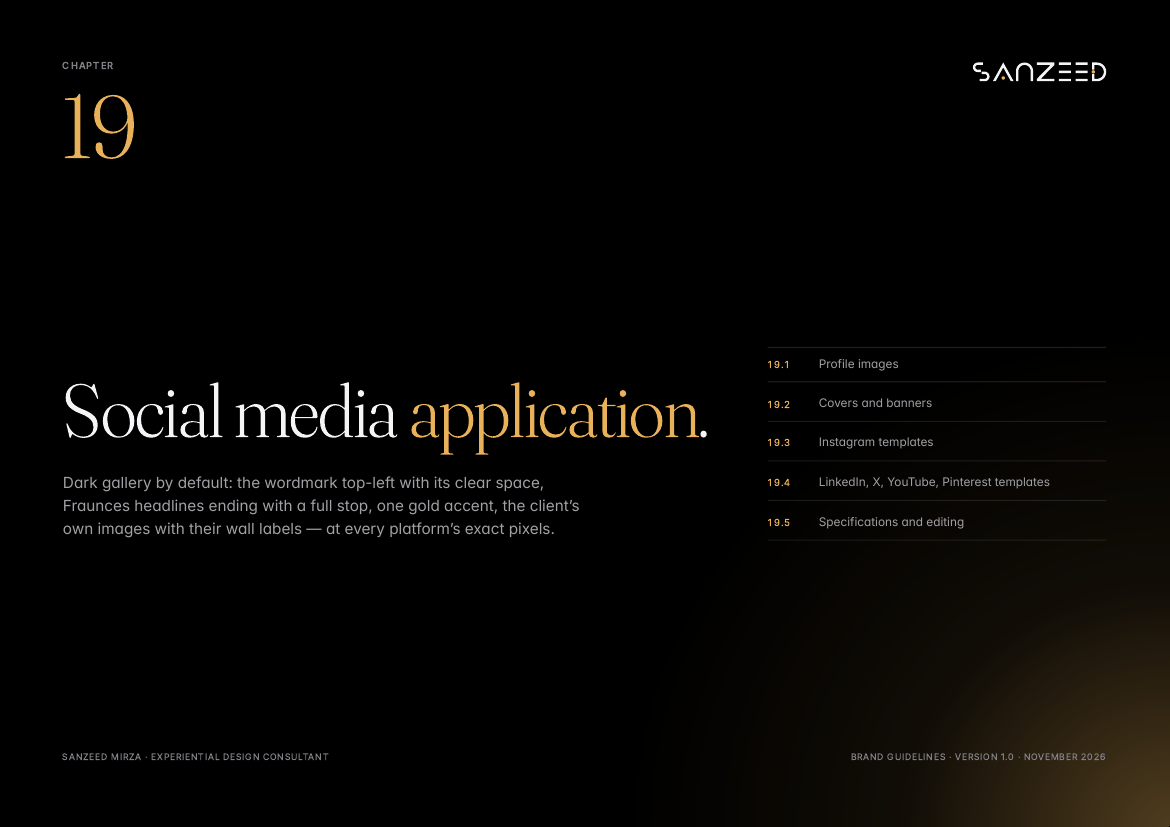 CHAPTER
SANZEED
19
Social media application.
Dark gallery by default: the wordmark top-left with its clear space,
Fraunces headlines ending with a full stop, one gold accent, the client’s
own images with their wall labels — at every platform’s exact pixels.
19.1 Profile images
19.2 Covers and banners
19.3 Instagram templates
19.4 LinkedIn, X, YouTube, Pinterest templates
19.5 Specifications and editing
SANZEED MIRZA · EXPERIENTIAL DESIGN CONSULTANT
BRAND GUIDELINES · VERSION 1.0 · NOVEMBER 2026